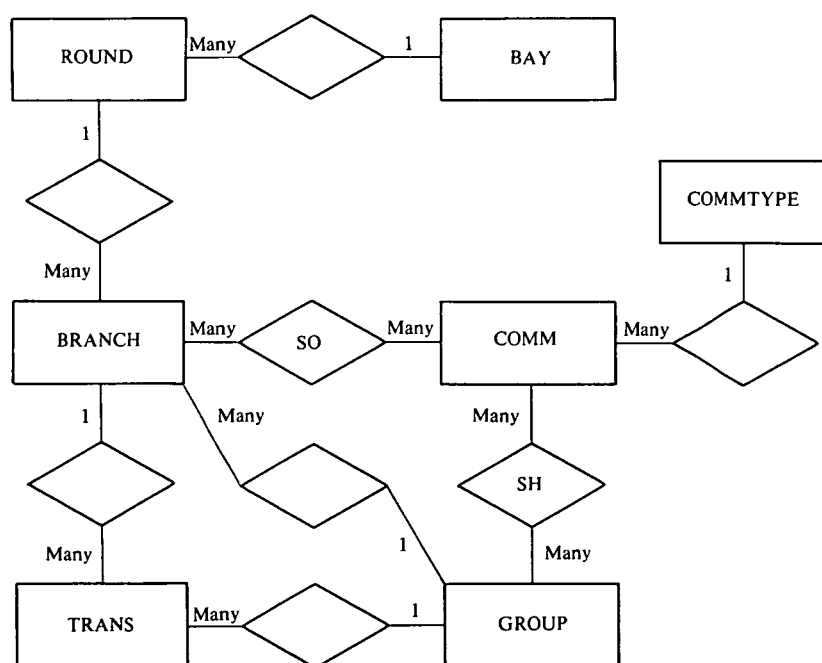 ROUND
Many
1
BAY
1
Many
COMMTYPE
1
BRANCH
Many
SO
Many
COMM
Many
1
Many
Many
SH
Many
1
Many
TRANS
Many
1
GROUP